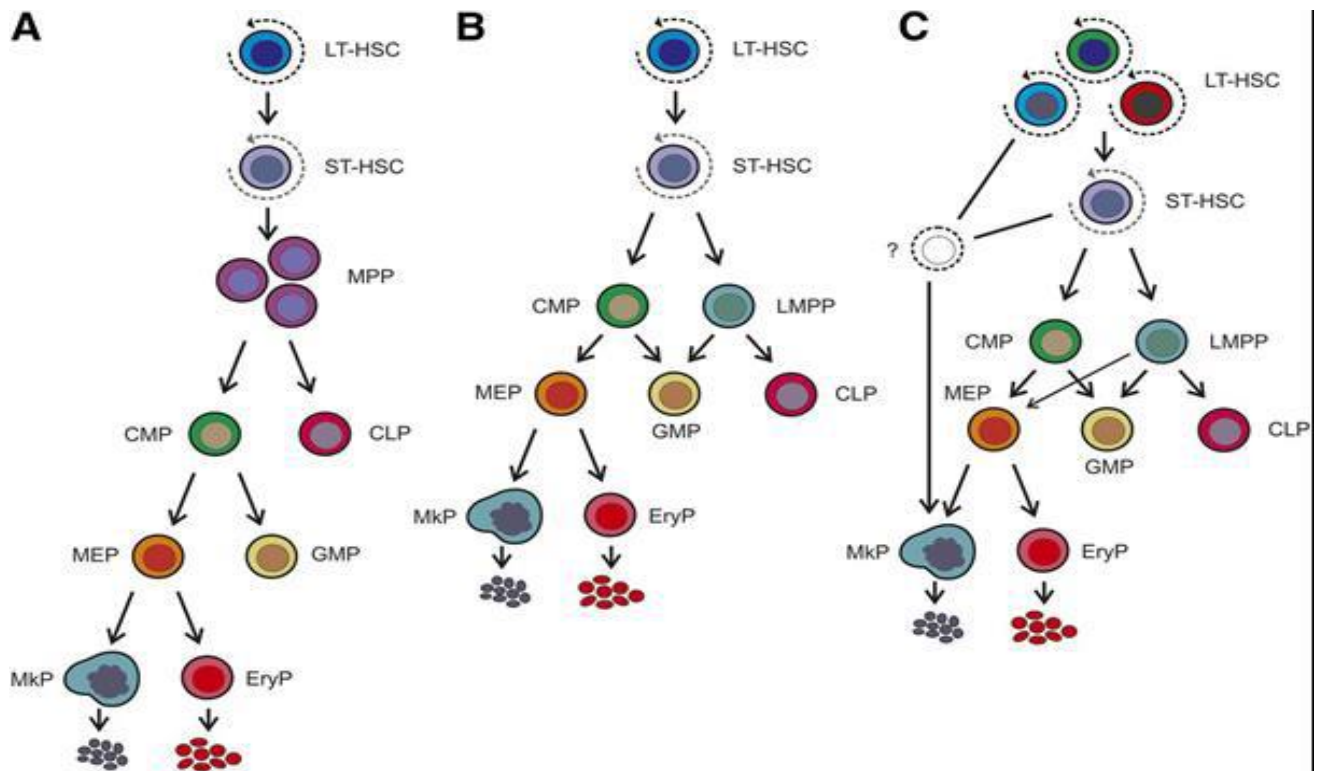 A
LT-HSC
ST-HSC
MPP
CMP
CLP
MEP
GMP
MkP
EryP
B
LT-HSC
ST-HSC
CMP
LMPP
MEP
GMP
CLP
MkP
EryP
C
LT-HSC
ST-HSC
?
CMP
LMPP
MEP
GMP
CLP
MkP
EryP